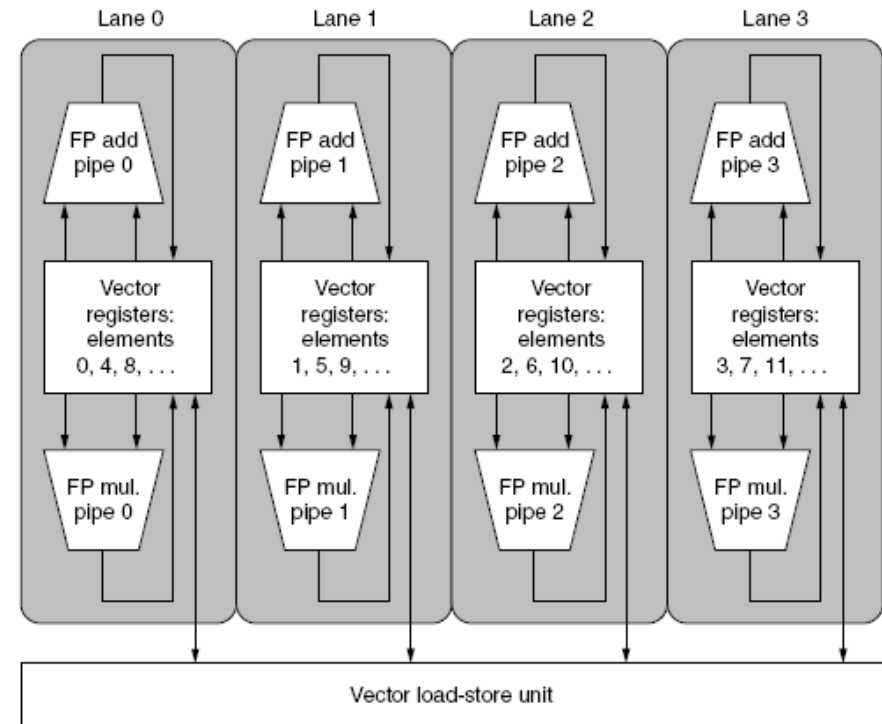 Lane 0
Lane 1
Lane 2
Lane 3
FP add
pipe 0
FP add
pipe 1
FP add
pipe 2
FP add
pipe 3
Vector
registers:
elements
0, 4, 8, . . .
Vector
registers:
elements
1, 5, 9, . . .
Vector
registers:
elements
2, 6, 10, . . .
Vector
registers:
elements
3, 7, 11, . . .
FP mul.
pipe 0
FP mul.
pipe 1
FP mul.
pipe 2
FP mul.
pipe 3
Vector load-store unit